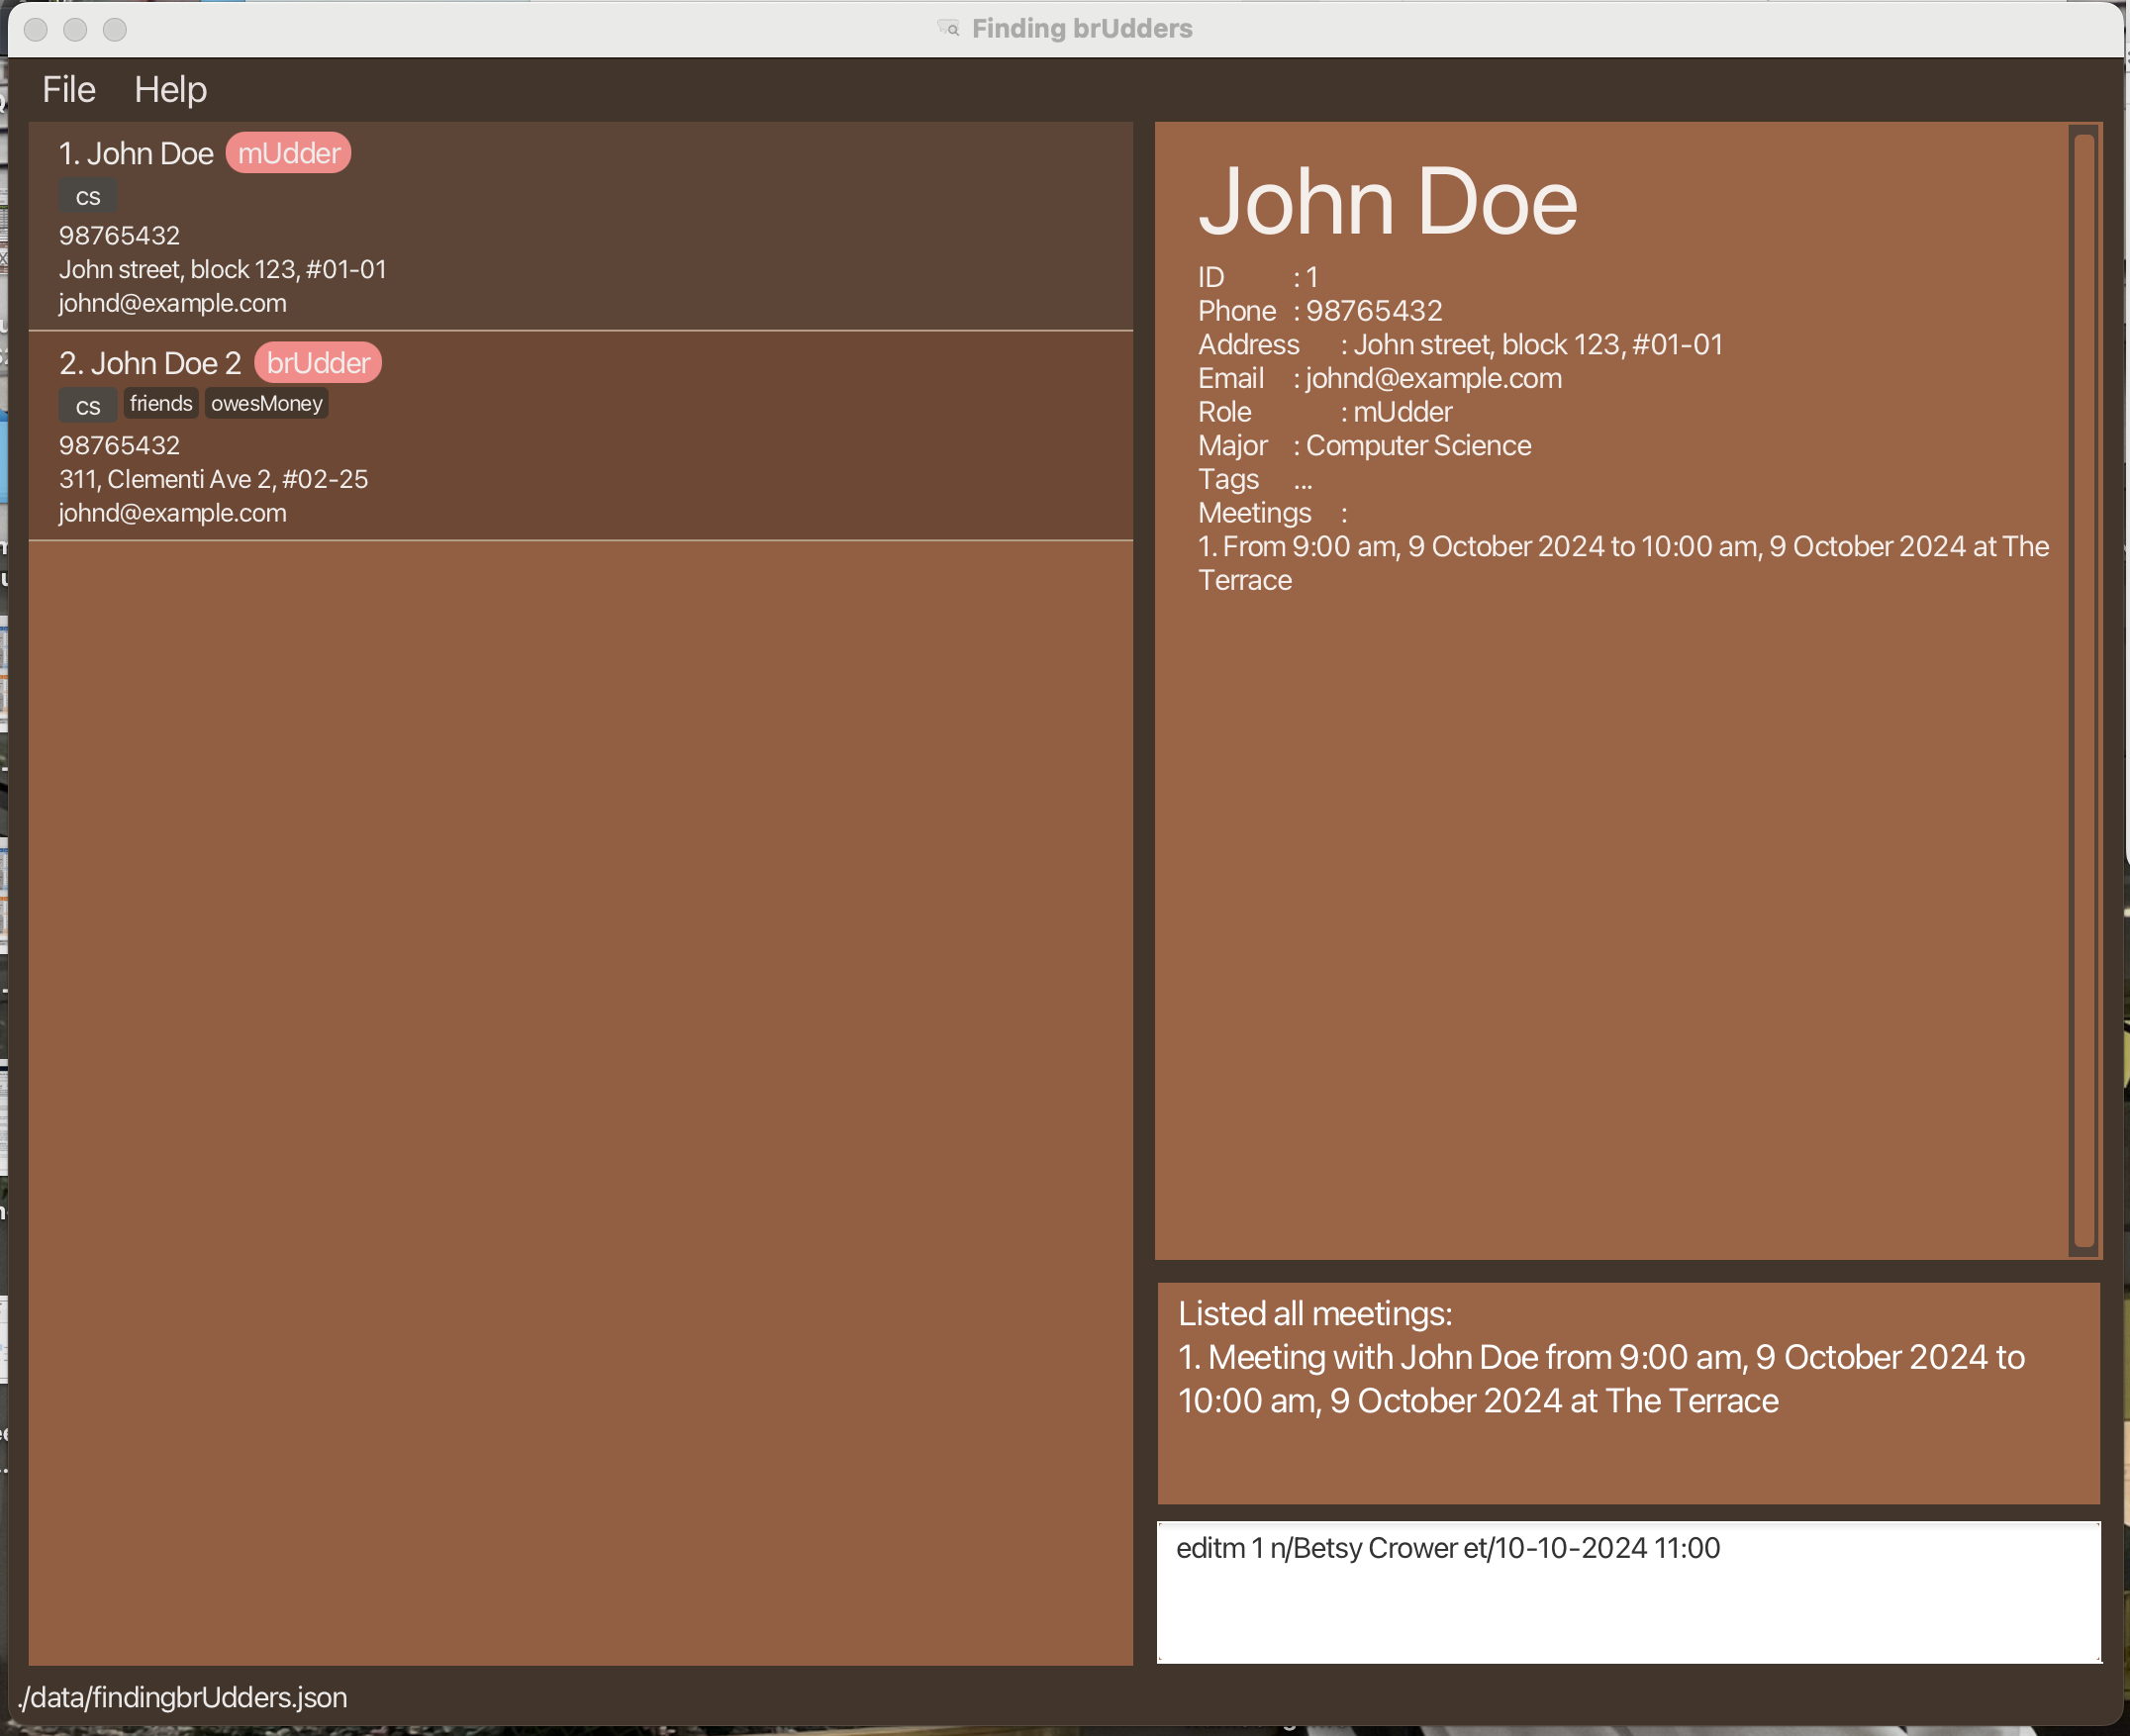 Finding brUdders
File Help
1. John Doe mUdder
cs
98765432
John street, block 123, #01-01
johnd@example.com
2. John Doe 2 brUdder
cs friends owesMoney
98765432
311, Clementi Ave 2, #02-25
johnd@example.com
John Doe
ID : 1
Phone : 98765432
Address : John street, block 123, #01-01
Email : johnd@example.com
Role : mUdder
Major : Computer Science
Tags ...
Meetings :
1. From 9:00 am, 9 October 2024 to 10:00 am, 9 October 2024 at The
Terrace
Listed all meetings:
1. Meeting with John Doe from 9:00 am, 9 October 2024 to
10:00 am, 9 October 2024 at The Terrace
editm 1 n/Betsy Crower et/10-10-2024 11:00
./data/findingbrUdders.json